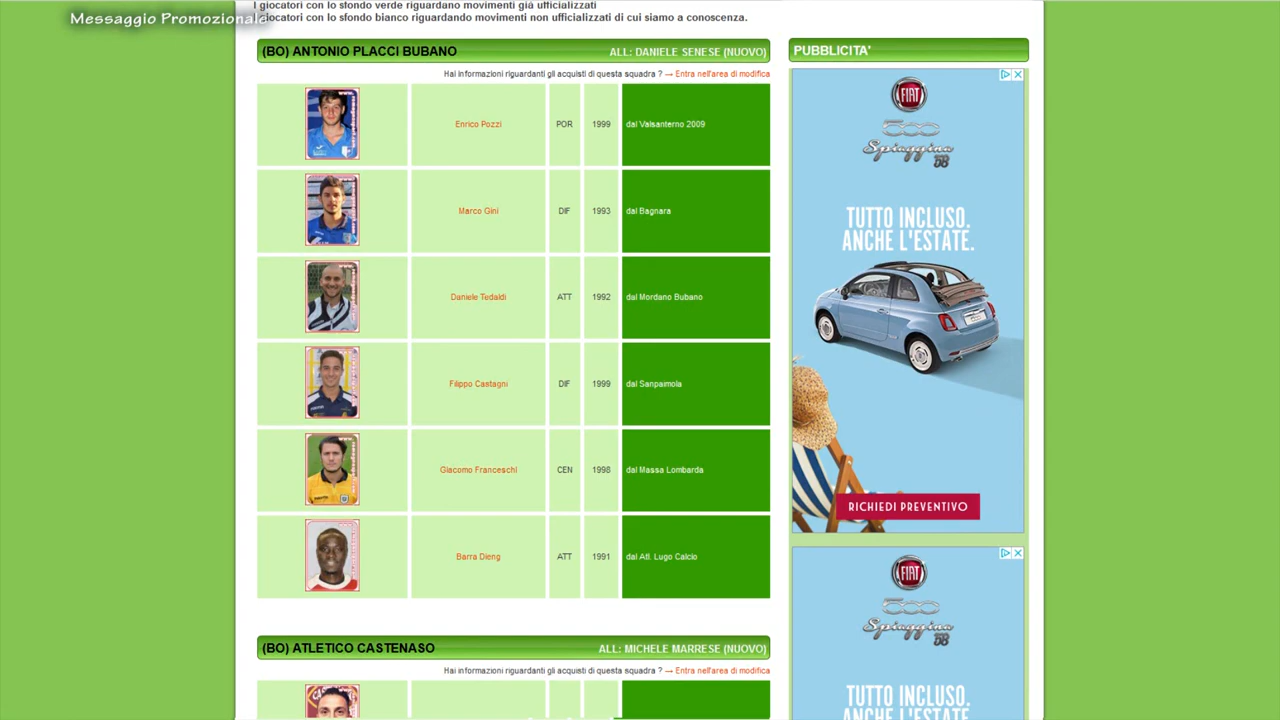 I giocatori con lo sfondo verde riguardano movimenti già ufficializzati
Messaggio Promozionale
giocatori con lo sfondo bianco riguardando movimenti non ufficializzati di cui siamo a conoscenza.
(BO) ANTONIO PLACCI BUBANO ALL: DANIELE SENESE (NUOVO)
Hai informazioni riguardanti gli acquisti di questa squadra ? → Entra nell'area di modifica
Enrico Pozzi POR 1999 dal Valsanterno 2009
Marco Gini DIF 1993 dal Bagnara
Daniele Tedaldi ATT 1992 dal Mordano Bubano
Filippo Castagni DIF 1999 dal Sanpaimola
Giacomo Franceschi CEN 1998 dal Massa Lombarda
Barra Dieng ATT 1991 dal Atl. Lugo Calcio
(BO) ATLETICO CASTENASO ALL: MICHELE MARRESE (NUOVO)
Hai informazioni riguardanti gli acquisti di questa squadra ? → Entra nell'area di modifica
PUBBLICITA'
FIAT
500
Spiaggina '58
TUTTO INCLUSO.
ANCHE L'ESTATE.
RICHIEDI PREVENTIVO
FIAT
500
Spiaggina '58
TUTTO INCLUSO.